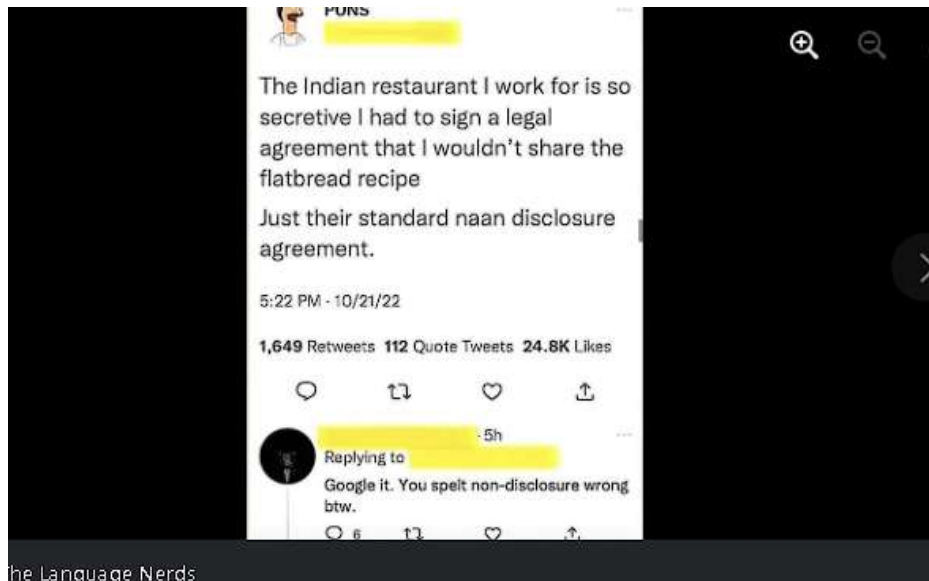 PUNS
The Indian restaurant I work for is so
secretive I had to sign a legal
agreement that I wouldn't share the
flatbread recipe
Just their standard naan disclosure
agreement.
5:22 PM - 10/21/22
1,649 Retweets 112 Quote Tweets 24.8K Likes
· 5h
Replying to
Google it. You spelt non-disclosure wrong
btw.
6
The Language Nerds